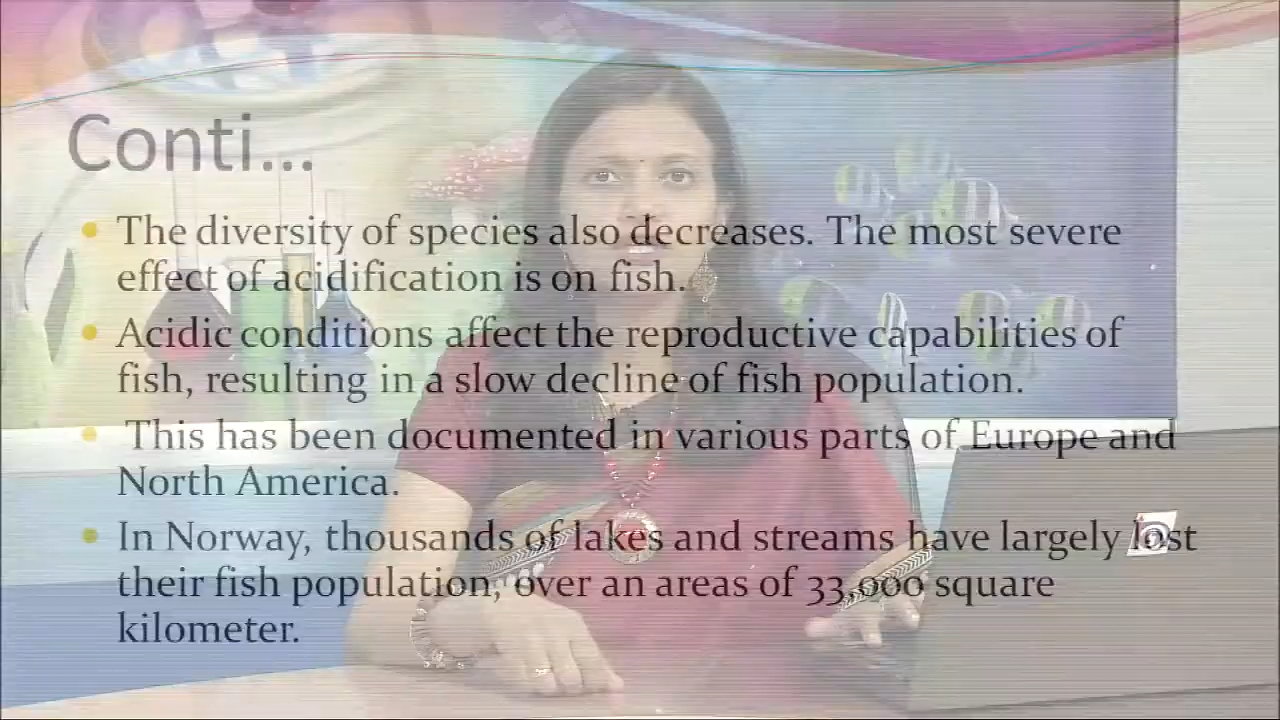 Conti...
• The diversity of species also decreases. The most severe
effect of acidification is on fish.
• Acidic conditions affect the reproductive capabilities of
fish, resulting in a slow decline of fish population.
• This has been documented in various parts of Europe and
North America.
• In Norway, thousands of lakes and streams have largely lost
their fish population, over an areas of 33,000 square
kilometer.